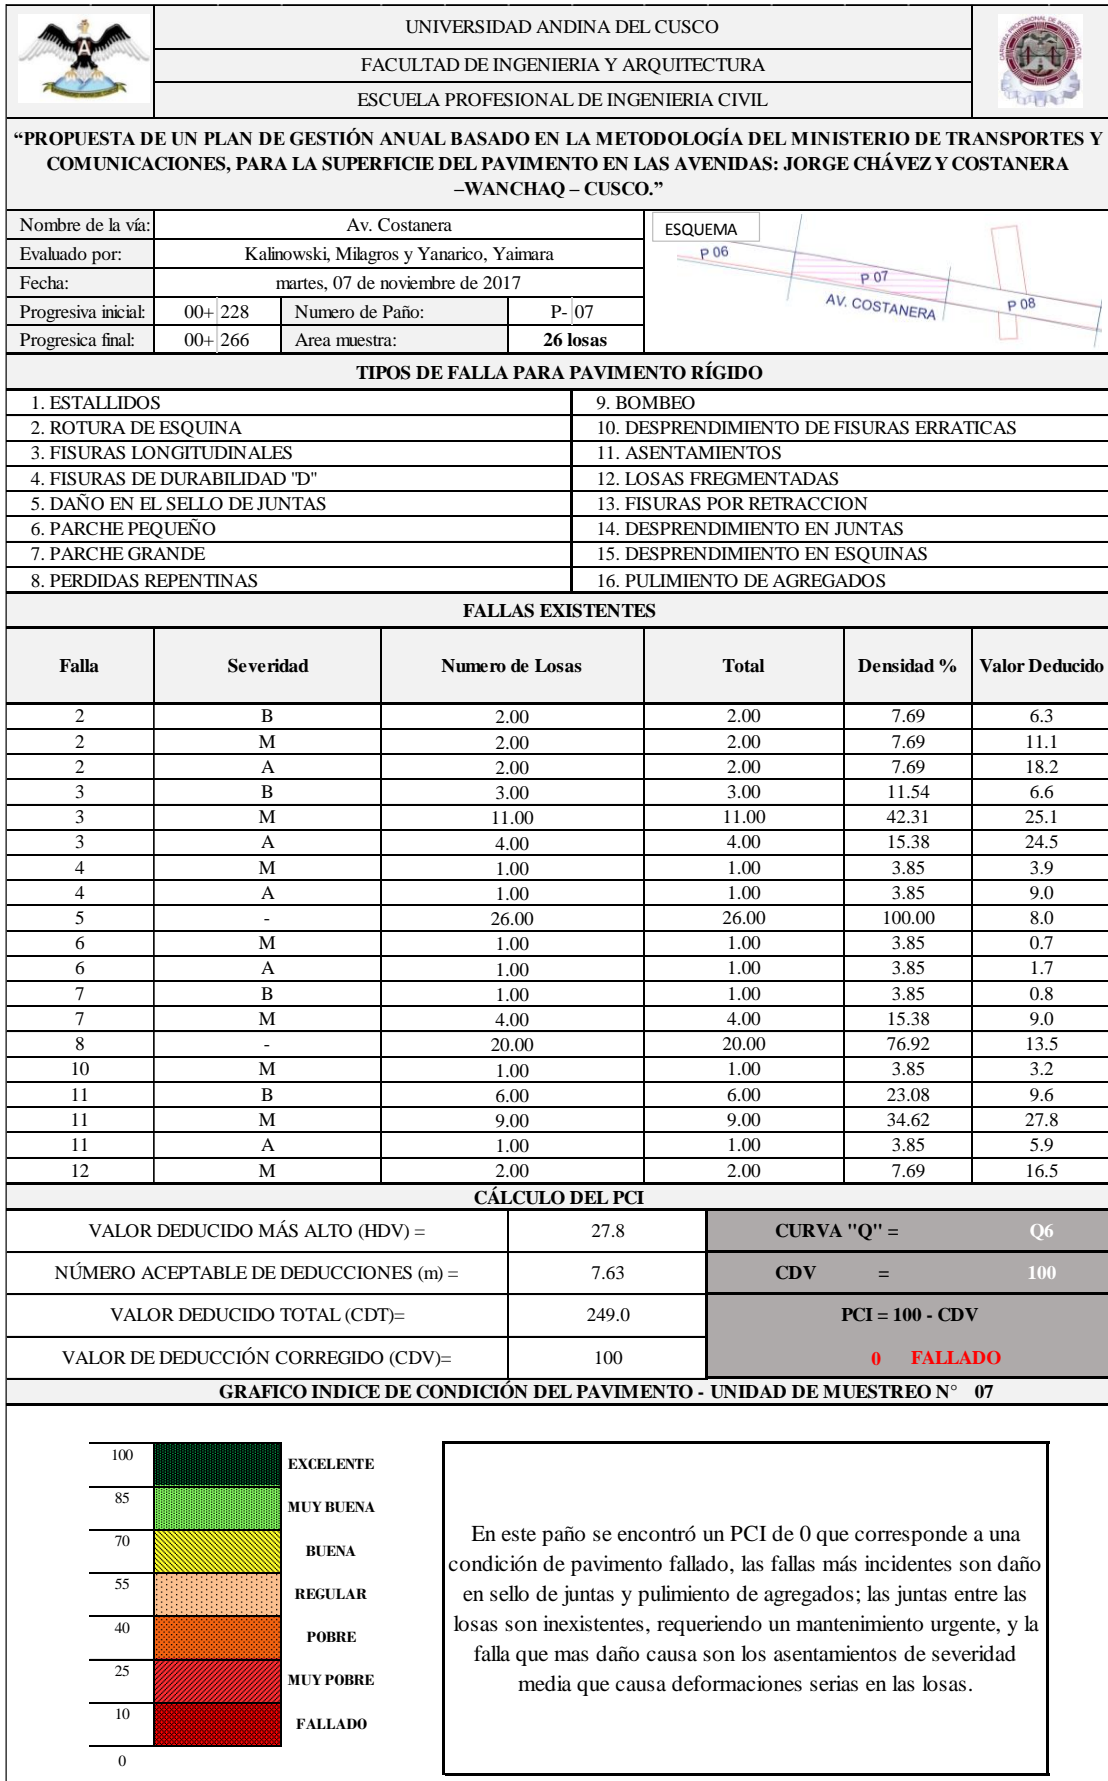 UNIVERSIDAD ANDINA DEL CUSCO
FACULTAD DE INGENIERIA Y ARQUITECTURA
ESCUELA PROFESIONAL DE INGENIERIA CIVIL
“PROPUESTA DE UN PLAN DE GESTIÓN ANUAL BASADO EN LA METODOLOGÍA DEL MINISTERIO DE TRANSPORTES Y
COMUNICACIONES, PARA LA SUPERFICIE DEL PAVIMENTO EN LAS AVENIDAS: JORGE CHÁVEZ Y COSTANERA
–WANCHAQ – CUSCO.”
Nombre de la vía: Av. Costanera
Evaluado por: Kalinowski, Milagros y Yanarico, Yaimara
Fecha: martes, 07 de noviembre de 2017
Progresiva inicial: 00+ 228 Numero de Paño: P- 07
Progresica final: 00+ 266 Area muestra: 26 losas
ESQUEMA
P 06
P 07
AV. COSTANERA
P 08
TIPOS DE FALLA PARA PAVIMENTO RÍGIDO
1. ESTALLIDOS 9. BOMBEO
2. ROTURA DE ESQUINA 10. DESPRENDIMIENTO DE FISURAS ERRATICAS
3. FISURAS LONGITUDINALES 11. ASENTAMIENTOS
4. FISURAS DE DURABILIDAD "D" 12. LOSAS FREGMENTADAS
5. DAÑO EN EL SELLO DE JUNTAS 13. FISURAS POR RETRACCION
6. PARCHE PEQUEÑO 14. DESPRENDIMIENTO EN JUNTAS
7. PARCHE GRANDE 15. DESPRENDIMIENTO EN ESQUINAS
8. PERDIDAS REPENTINAS 16. PULIMIENTO DE AGREGADOS
FALLAS EXISTENTES
Falla Severidad Numero de Losas Total Densidad % Valor Deducido
2 B 2.00 2.00 7.69 6.3
2 M 2.00 2.00 7.69 11.1
2 A 2.00 2.00 7.69 18.2
3 B 3.00 3.00 11.54 6.6
3 M 11.00 11.00 42.31 25.1
3 A 4.00 4.00 15.38 24.5
4 M 1.00 1.00 3.85 3.9
4 A 1.00 1.00 3.85 9.0
5 - 26.00 26.00 100.00 8.0
6 M 1.00 1.00 3.85 0.7
6 A 1.00 1.00 3.85 1.7
7 B 1.00 1.00 3.85 0.8
7 M 4.00 4.00 15.38 9.0
8 - 20.00 20.00 76.92 13.5
10 M 1.00 1.00 3.85 3.2
11 B 6.00 6.00 23.08 9.6
11 M 9.00 9.00 34.62 27.8
11 A 1.00 1.00 3.85 5.9
12 M 2.00 2.00 7.69 16.5
CÁLCULO DEL PCI
VALOR DEDUCIDO MÁS ALTO (HDV) = 27.8 CURVA "Q" = Q6
NÚMERO ACEPTABLE DE DEDUCCIONES (m) = 7.63 CDV = 100
VALOR DEDUCIDO TOTAL (CDT)= 249.0 PCI = 100 - CDV
VALOR DE DEDUCCIÓN CORREGIDO (CDV)= 100 0 FALLADO
GRAFICO INDICE DE CONDICIÓN DEL PAVIMENTO - UNIDAD DE MUESTREO N° 07
100 EXCELENTE
85 MUY BUENA
70 BUENA
55 REGULAR
40 POBRE
25 MUY POBRE
10 FALLADO
0
En este paño se encontró un PCI de 0 que corresponde a una
condición de pavimento fallado, las fallas más incidentes son daño
en sello de juntas y pulimiento de agregados; las juntas entre las
losas son inexistentes, requeriendo un mantenimiento urgente, y la
falla que mas daño causa son los asentamientos de severidad
media que causa deformaciones serias en las losas.